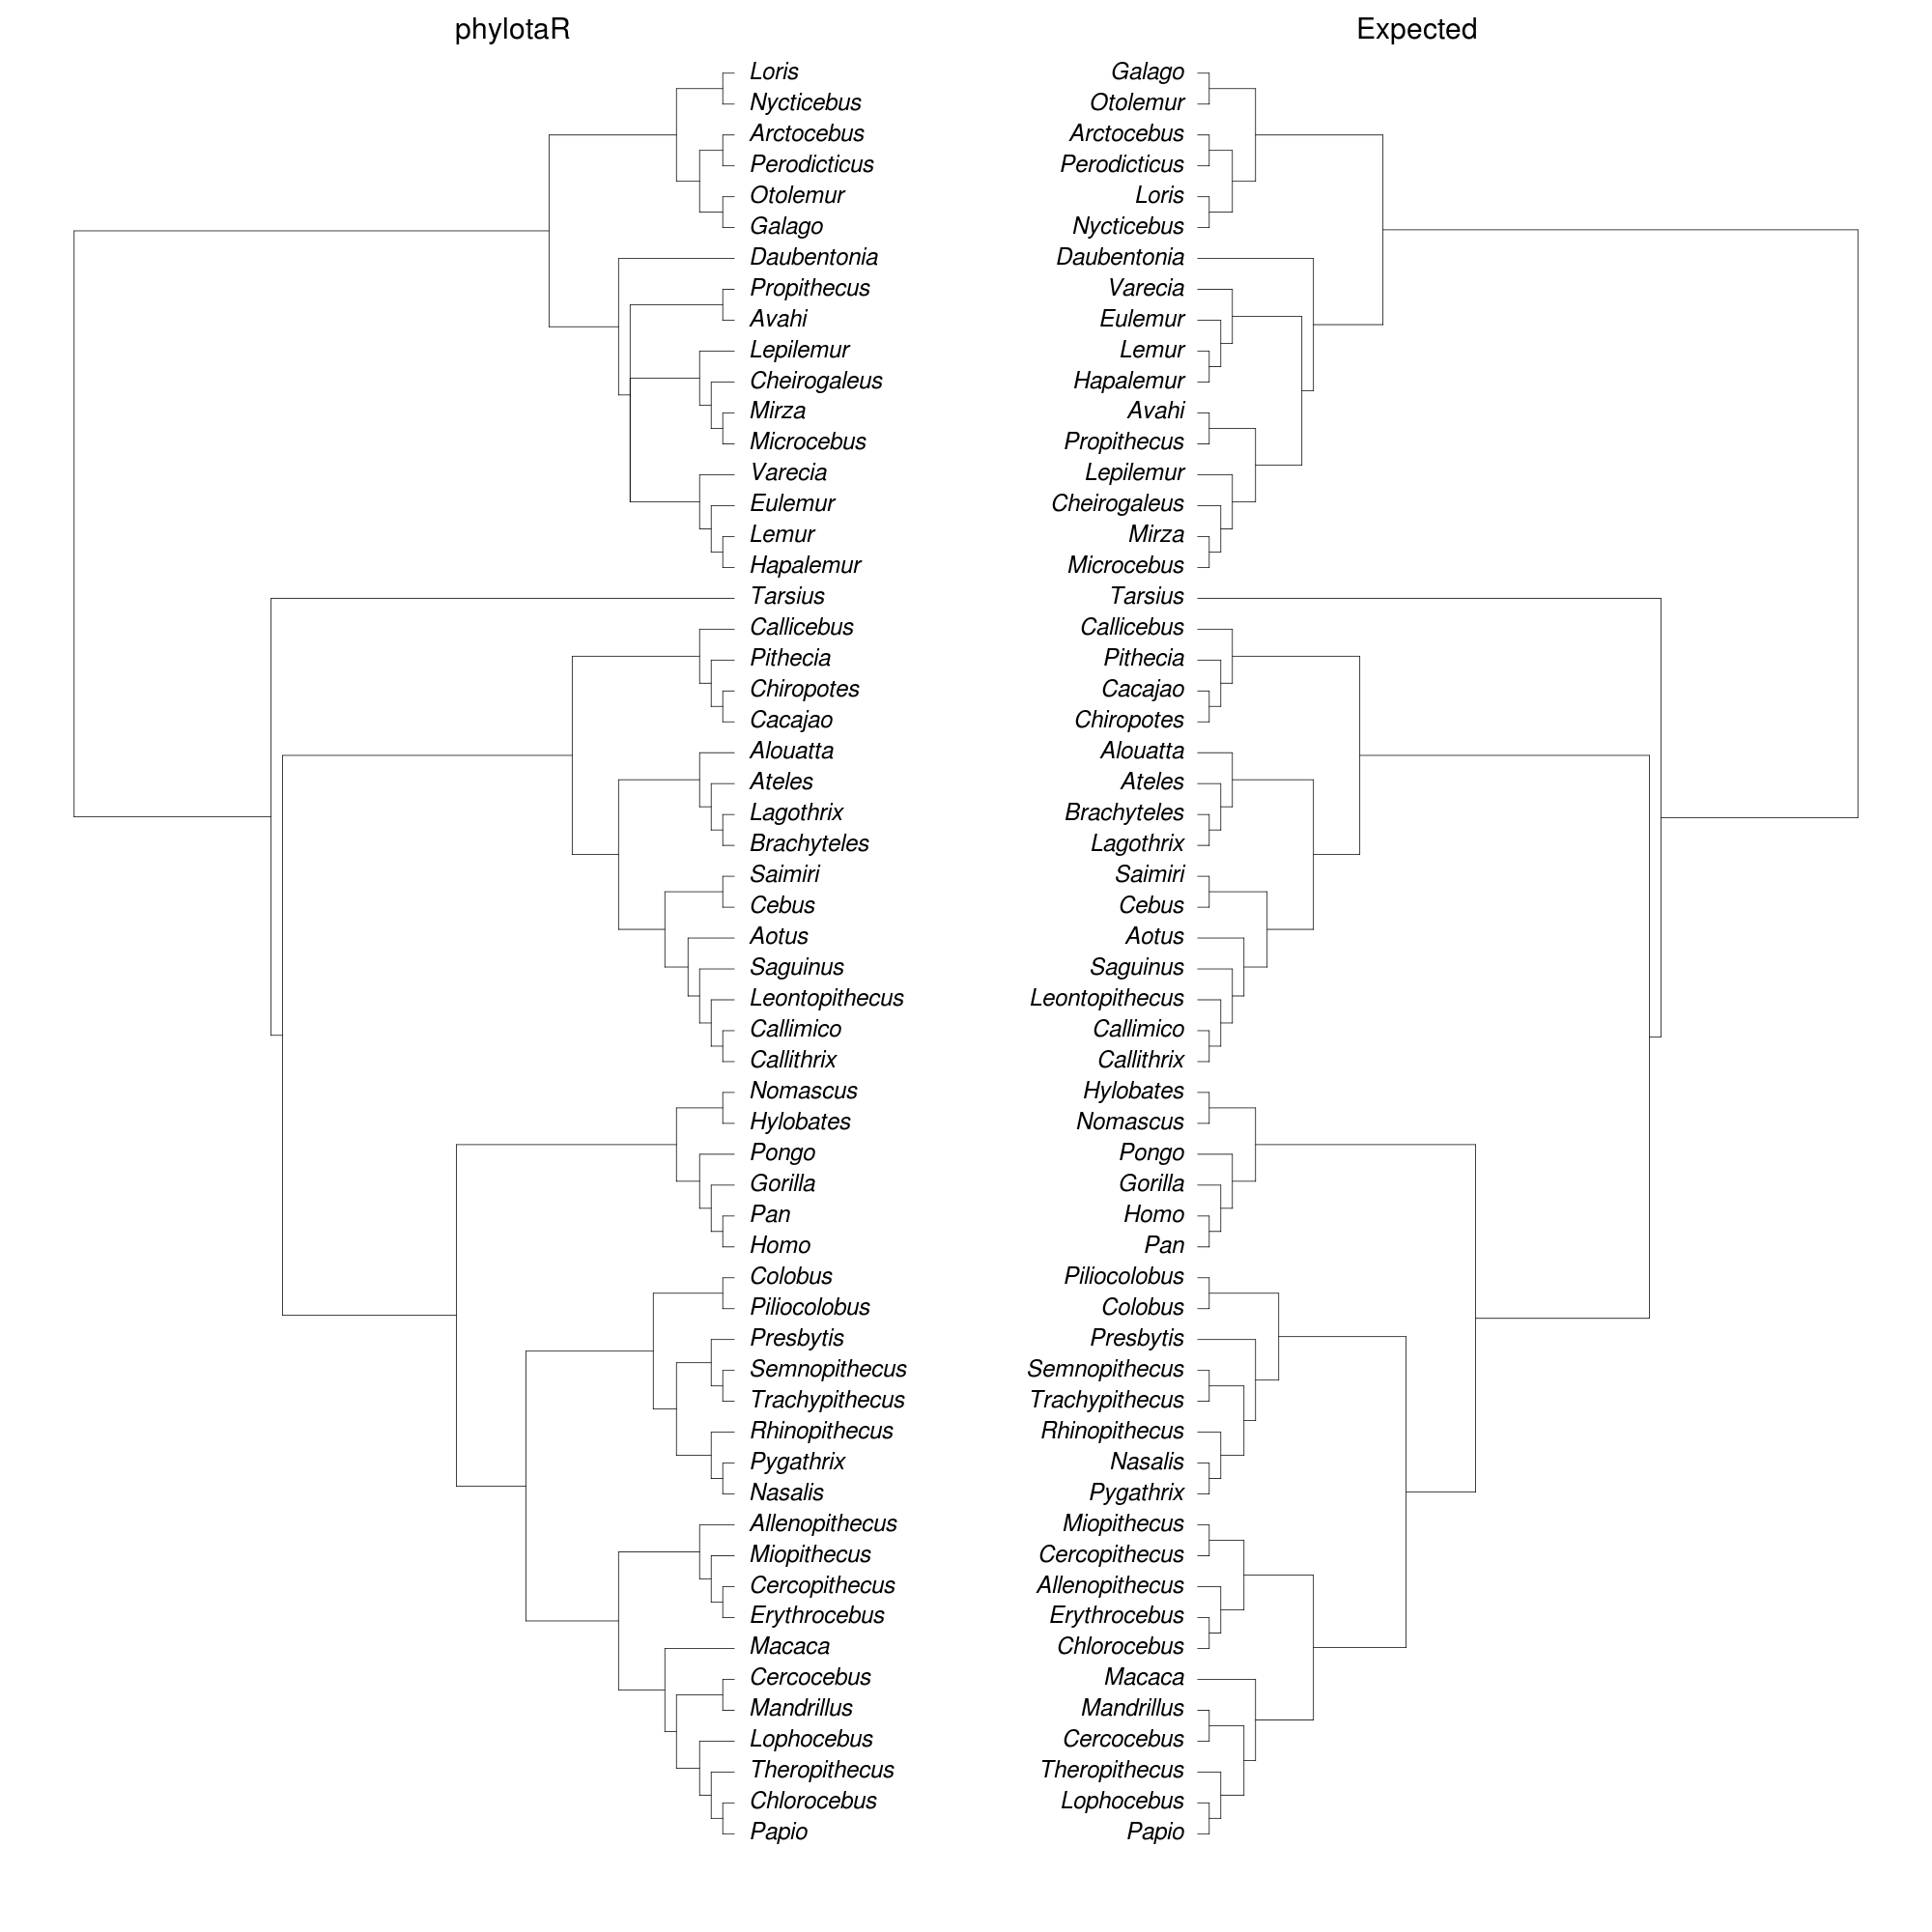 phylotaR Expected
Loris Galago
Nycticebus Otolemur
Arctocebus Arctocebus
Perodicticus Perodicticus
Otolemur Loris
Galago Nycticebus
Daubentonia Daubentonia
Propithecus Varecia
Avahi Eulemur
Lepilemur Lemur
Cheirogaleus Hapalemur
Mirza Avahi
Microcebus Propithecus
Varecia Lepilemur
Eulemur Cheirogaleus
Lemur Mirza
Hapalemur Microcebus
Tarsius Tarsius
Callicebus Callicebus
Pithecia Pithecia
Chiropotes Cacajao
Cacajao Chiropotes
Alouatta Alouatta
Ateles Ateles
Lagothrix Brachyteles
Brachyteles Lagothrix
Saimiri Saimiri
Cebus Cebus
Aotus Aotus
Saguinus Saguinus
Leontopithecus Leontopithecus
Callimico Callimico
Callithrix Callithrix
Nomascus Hylobates
Hylobates Nomascus
Pongo Pongo
Gorilla Gorilla
Pan Homo
Homo Pan
Colobus Piliocolobus
Piliocolobus Colobus
Presbytis Presbytis
Semnopithecus Semnopithecus
Trachypithecus Trachypithecus
Rhinopithecus Rhinopithecus
Pygathrix Nasalis
Nasalis Pygathrix
Allenopithecus Miopithecus
Miopithecus Cercopithecus
Cercopithecus Allenopithecus
Erythrocebus Erythrocebus
Macaca Chlorocebus
Cercocebus Macaca
Mandrillus Mandrillus
Lophocebus Cercocebus
Theropithecus Theropithecus
Chlorocebus Lophocebus
Papio Papio